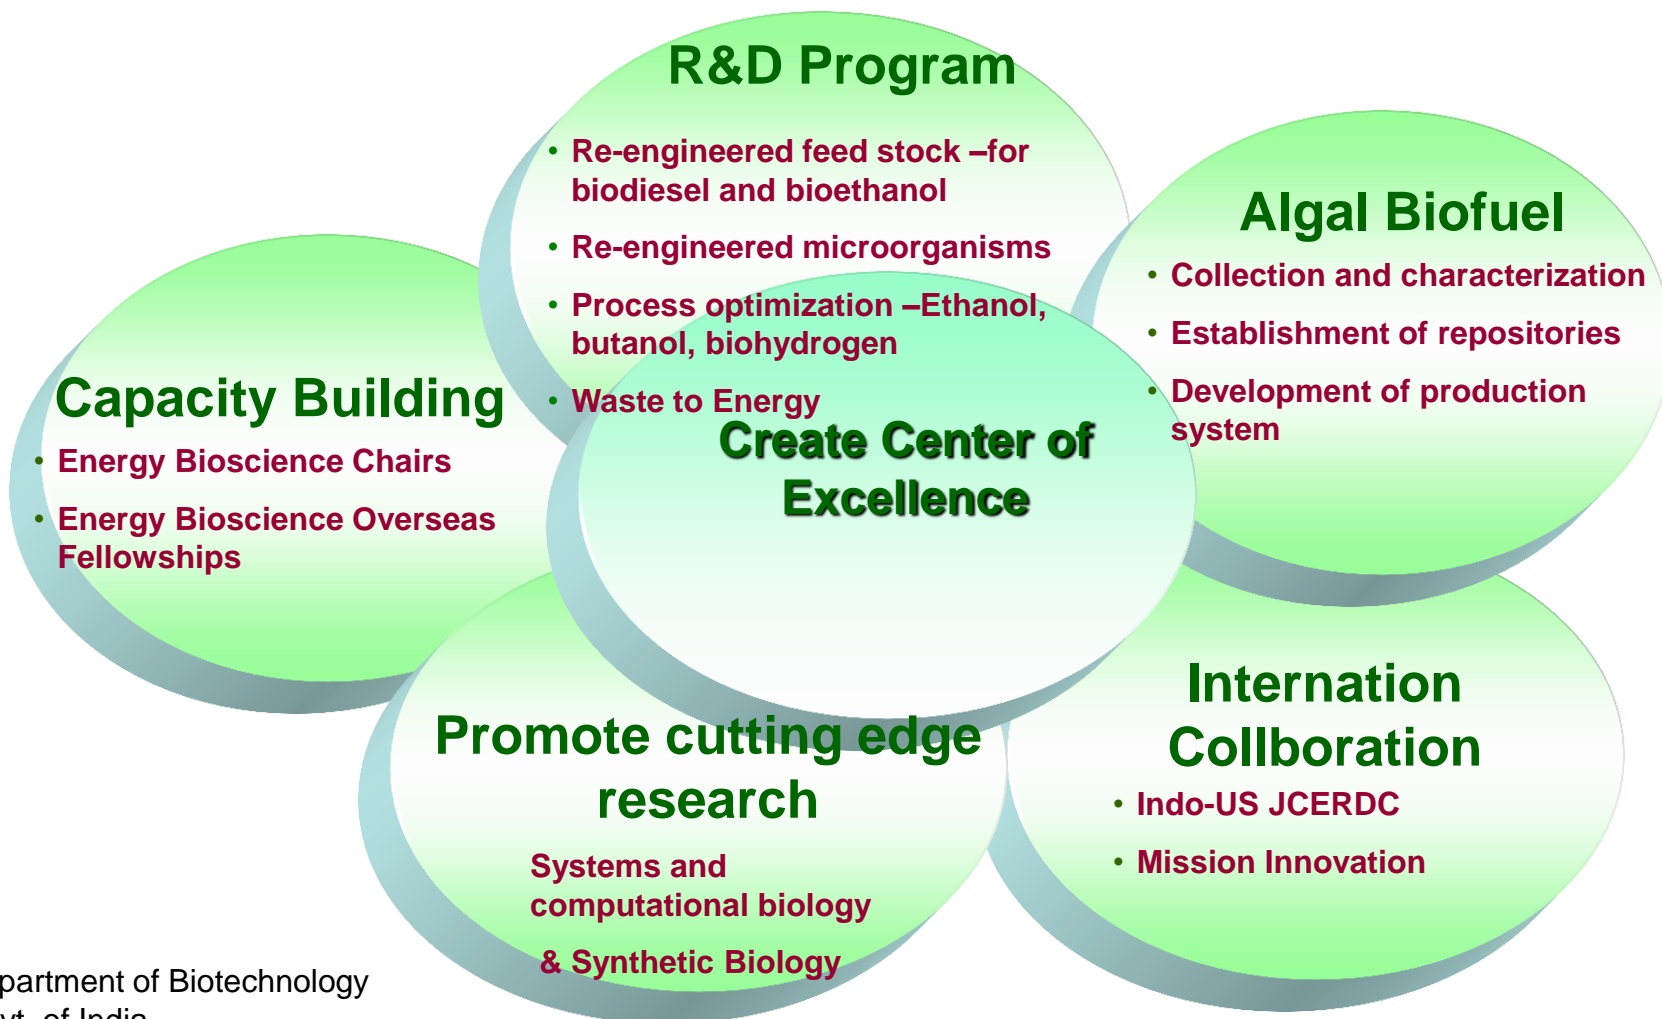 R&D Program
• Re-engineered feed stock –for
biodiesel and bioethanol
• Re-engineered microorganisms
• Process optimization –Ethanol,
butanol, biohydrogen
• Waste to Energy
Algal Biofuel
• Collection and characterization
• Establishment of repositories
• Development of production
system
Capacity Building
• Energy Bioscience Chairs
• Energy Bioscience Overseas
Fellowships
Create Center of
Excellence
Promote cutting edge
research
Systems and
computational biology
& Synthetic Biology
Internation
Collboration
• Indo-US JCERDC
• Mission Innovation
partment of Biotechnology
vt. of India